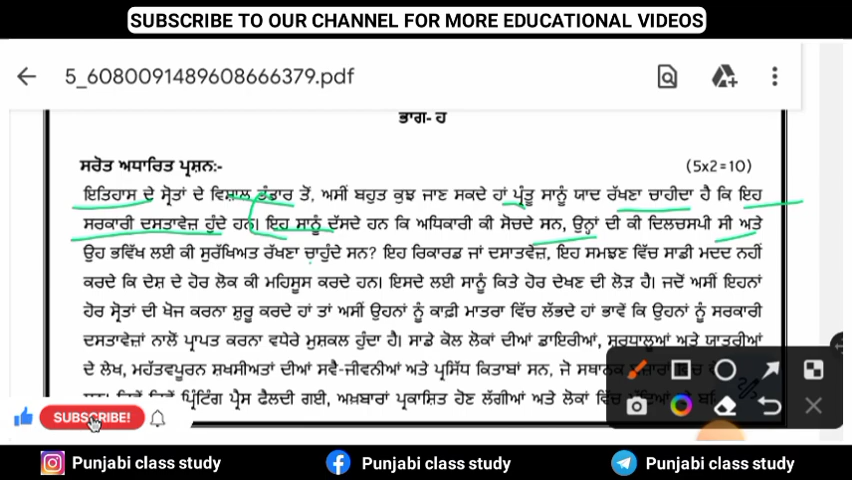 SUBSCRIBE TO OUR CHANNEL FOR MORE EDUCATIONAL VIDEOS
5_6080091489608666379.pdf
ਭਾਗ- ਹ
ਸਰੋਤ ਅਧਾਰਿਤ ਪ੍ਰਸ਼ਨ:- (5x2=10)
ਇਤਿਹਾਸ ਦੇ ਸ੍ਰੋਤਾਂ ਦੇ ਵਿਸ਼ਾਲ ਭੰਡਾਰ ਤੋਂ, ਅਸੀਂ ਬਹੁਤ ਕੁਝ ਜਾਣ ਸਕਦੇ ਹਾਂ ਪ੍ਰੰਤੂ ਸਾਨੂੰ ਯਾਦ ਰੱਖਣਾ ਚਾਹੀਦਾ ਹੈ ਕਿ ਇਹ
ਸਰਕਾਰੀ ਦਸਤਾਵੇਜ਼ ਹੁੰਦੇ ਹਨ। ਇਹ ਸਾਨੂੰ ਦੱਸਦੇ ਹਨ ਕਿ ਅਧਿਕਾਰੀ ਕੀ ਸੋਚਦੇ ਸਨ, ਉਨ੍ਹਾਂ ਦੀ ਕੀ ਦਿਲਚਸਪੀ ਸੀ ਅਤੇ
ਉਹ ਭਵਿੱਖ ਲਈ ਕੀ ਸੁਰੱਖਿਅਤ ਰੱਖਣਾ ਚਾਹੁੰਦੇ ਸਨ? ਇਹ ਰਿਕਾਰਡ ਜਾਂ ਦਸਾਤਵੇਜ਼, ਇਹ ਸਮਝਣ ਵਿੱਚ ਸਾਡੀ ਮਦਦ ਨਹੀਂ
ਕਰਦੇ ਕਿ ਦੇਸ਼ ਦੇ ਹੋਰ ਲੋਕ ਕੀ ਮਹਿਸੂਸ ਕਰਦੇ ਹਨ। ਇਸਦੇ ਲਈ ਸਾਨੂੰ ਕਿਤੇ ਹੋਰ ਦੇਖਣ ਦੀ ਲੋੜ ਹੈ। ਜਦੋਂ ਅਸੀਂ ਇਹਨਾਂ
ਹੋਰ ਸ੍ਰੋਤਾਂ ਦੀ ਖੋਜ ਕਰਨਾ ਸ਼ੁਰੂ ਕਰਦੇ ਹਾਂ ਤਾਂ ਅਸੀਂ ਉਹਨਾਂ ਨੂੰ ਕਾਫ਼ੀ ਮਾਤਰਾ ਵਿੱਚ ਲੱਭਦੇ ਹਾਂ ਭਾਵੇਂ ਕਿ ਉਹਨਾਂ ਨੂੰ ਸਰਕਾਰੀ
ਦਸਤਾਵੇਜ਼ਾਂ ਨਾਲੋਂ ਪ੍ਰਾਪਤ ਕਰਨਾ ਵਧੇਰੇ ਮੁਸ਼ਕਲ ਹੁੰਦਾ ਹੈ। ਸਾਡੇ ਕੋਲ ਲੋਕਾਂ ਦੀਆਂ ਡਾਇਰੀਆਂ, ਸ਼ਰਧਾਲੂਆਂ ਅਤੇ ਯਾਤਰੀਆਂ
ਦੇ ਲੇਖ, ਮਹੱਤਵਪੂਰਨ ਸ਼ਖਸੀਅਤਾਂ ਦੀਆਂ ਸਵੈ-ਜੀਵਨੀਆਂ ਅਤੇ ਪ੍ਰਸਿੱਧ ਕਿਤਾਬਾਂ ਸਨ, ਜੋ ਸਥਾਨਕ
ਪ੍ਰਿੰਟਿੰਗ ਪ੍ਰੈਸ ਫੈਲਦੀ ਗਈ, ਅਖ਼ਬਾਰਾਂ ਪ੍ਰਕਾਸ਼ਿਤ ਹੋਣ ਲੱਗੀਆਂ ਅਤੇ ਲੋਕਾਂ ਵਿੱਚ
SUBSCRIBE!
Punjabi class study Punjabi class study Punjabi class study